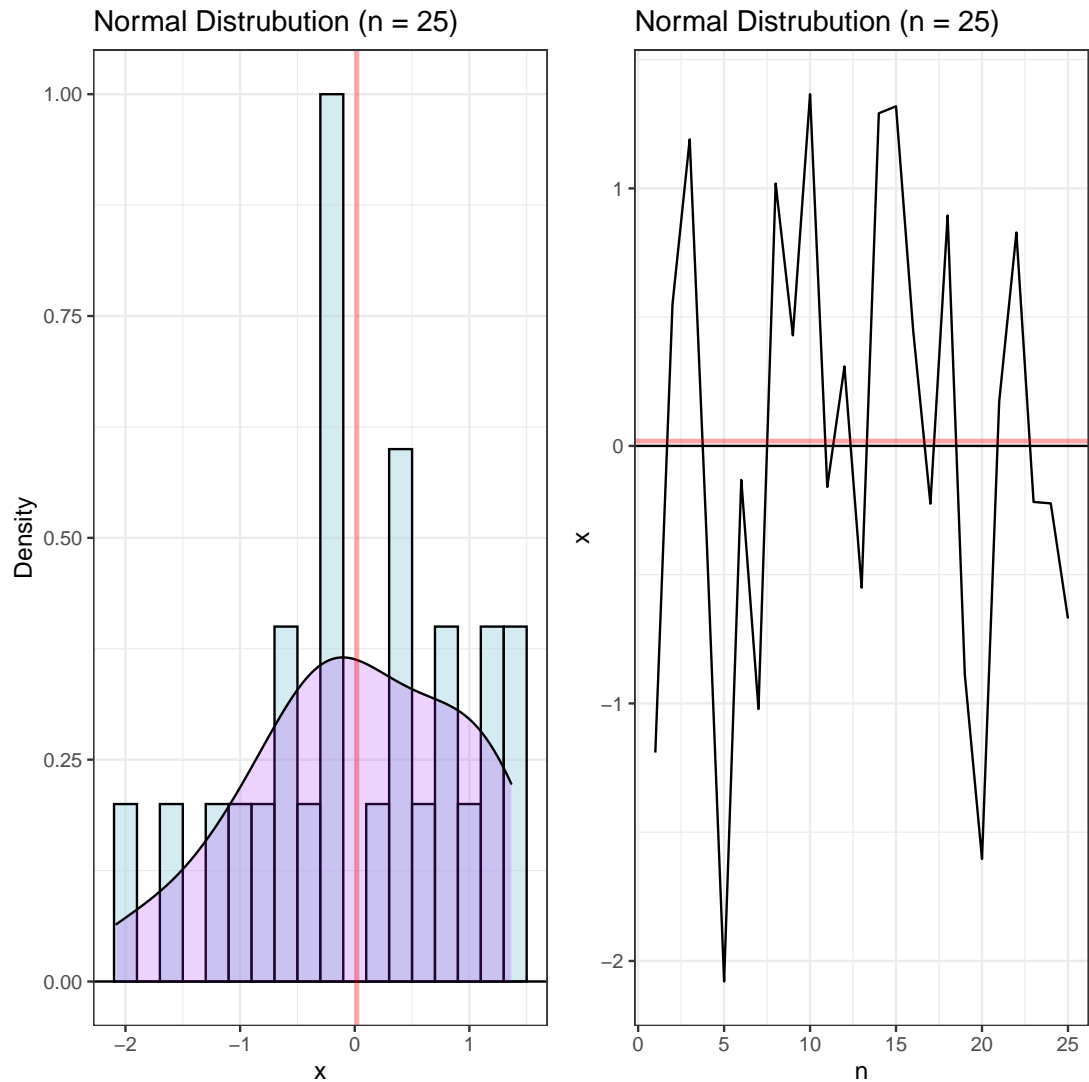 Normal Distrubution (n = 25)
1.00
0.75
0.50
0.25
0.00
Density
−2 −1 0 1
x
Normal Distrubution (n = 25)
1
0
−1
−2
x
0 5 10 15 20 25
n